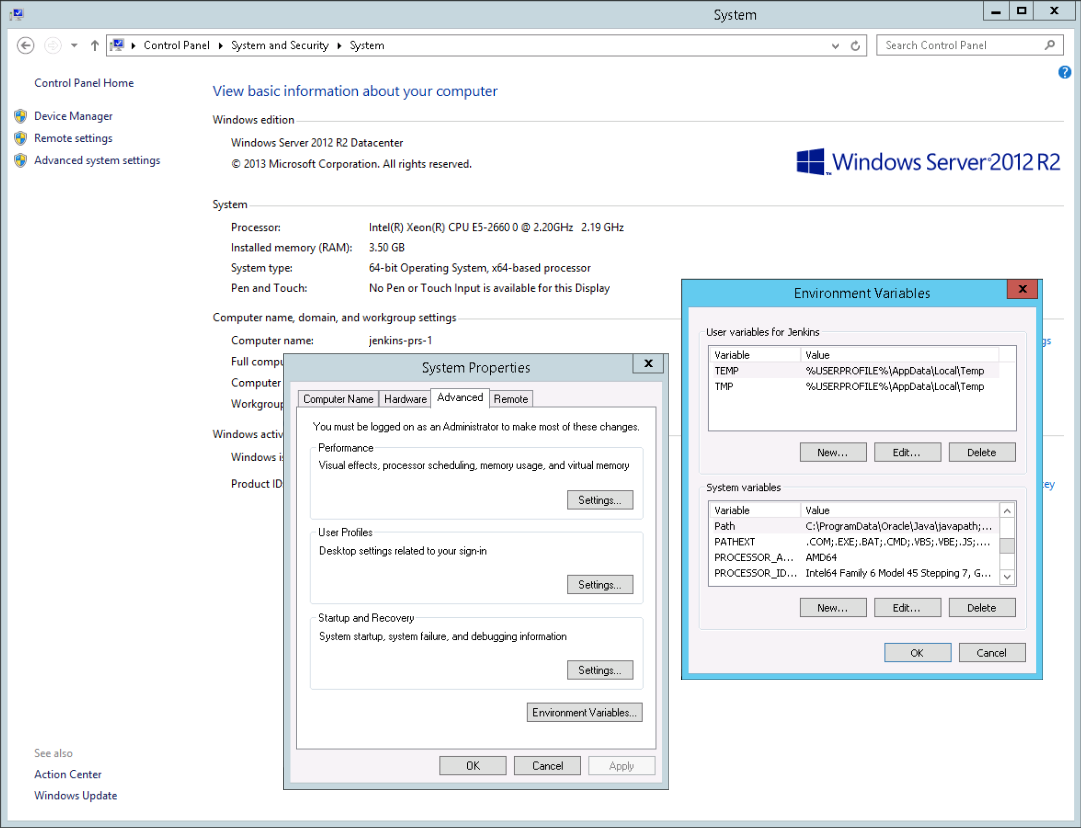 System
Control Panel System and Security System
Search Control Panel
Control Panel Home
Device Manager
Remote settings
Advanced system settings
See also
Action Center
Windows Update
View basic information about your computer
Windows edition
Windows Server 2012 R2 Datacenter
© 2013 Microsoft Corporation. All rights reserved.
Windows Server 2012 R2
System
Processor: Intel(R) Xeon(R) CPU E5-2660 0 @ 2.20GHz 2.19 GHz
Installed memory (RAM): 3.50 GB
System type: 64-bit Operating System, x64-based processor
Pen and Touch: No Pen or Touch Input is available for this Display
Computer name, domain, and workgroup settings
Computer name: jenkins-prs-1
Full compu
Computer
Workgroup
Windows activ
Windows is
Product ID
gs
key
System Properties
Computer Name Hardware Advanced Remote
You must be logged on as an Administrator to make most of these changes.
Performance
Visual effects, processor scheduling, memory usage, and virtual memory
Settings...
User Profiles
Desktop settings related to your sign-in
Settings...
Startup and Recovery
System startup, system failure, and debugging information
Settings...
Environment Variables...
OK Cancel Apply
Environment Variables
User variables for Jenkins
Variable Value
TEMP %USERPROFILE%\AppData\Local\Temp
TMP %USERPROFILE%\AppData\Local\Temp
New... Edit... Delete
System variables
Variable Value
Path C:\ProgramData\Oracle\Java\javapath;...
PATHEXT .COM;.EXE;.BAT;.CMD;.VBS;.VBE;.JS;....
PROCESSOR_A... AMD64
PROCESSOR_ID... Intel64 Family 6 Model 45 Stepping 7, G...
New... Edit... Delete
OK Cancel